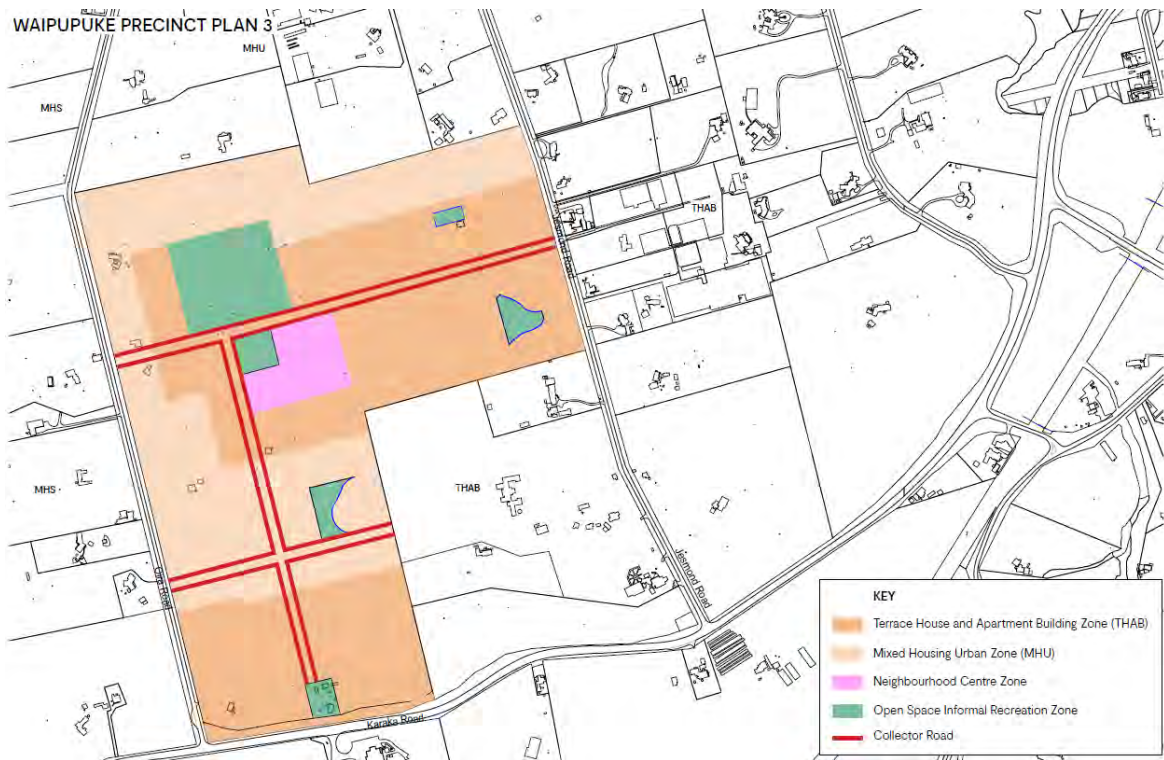 WAIPUPUKE PRECINCT PLAN 3
MHU
MHS
THAB
Jesmond Road
MHS
THAB
Oira Road
Jesmond Road
Karaka Road
KEY
Terrace House and Apartment Building Zone (THAB)
Mixed Housing Urban Zone (MHU)
Neighbourhood Centre Zone
Open Space Informal Recreation Zone
Collector Road